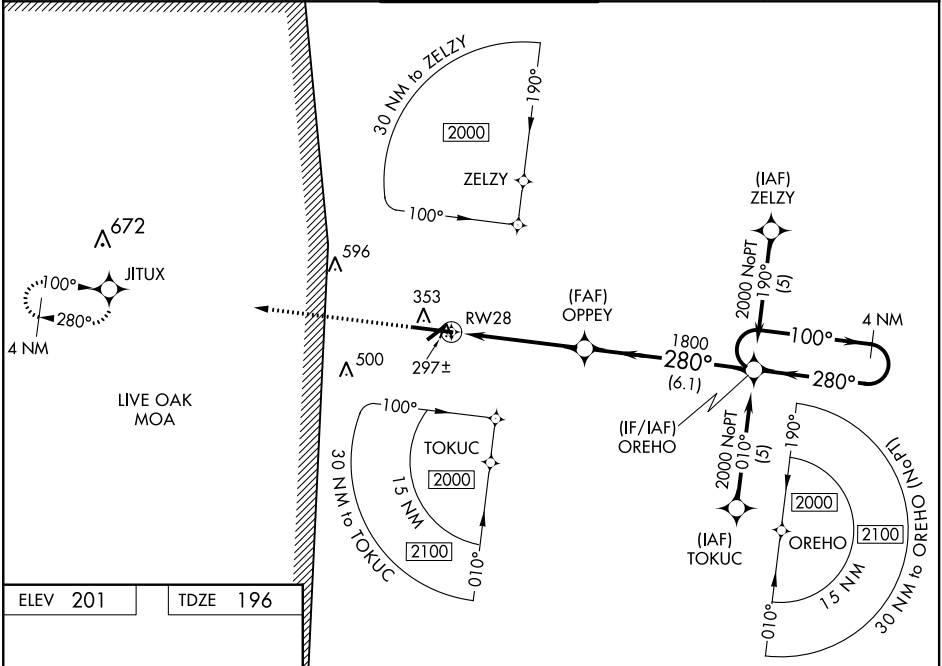 30 NM to ZELZY
190°
2000
ZELZY
100°
(IAF)
ZELZY
2000 NoPT
190°
(5)
672
JITUX
100°
280°
4 NM
596
353
RW28
297±
500
(FAF)
OPPEY
1800
280°
(6.1)
100°
4 NM
280°
(IF/IAF)
OREHO
LIVE OAK
MOA
100°
TOKUC
2000
15 NM
2100
30 NM to TOKUC
010°
2000 NoPT
010°
(5)
(IAF)
TOKUC
190°
2000
OREHO
2100
15 NM
30 NM to OREHO (NoPT)
010°
ELEV 201
TDZE 196